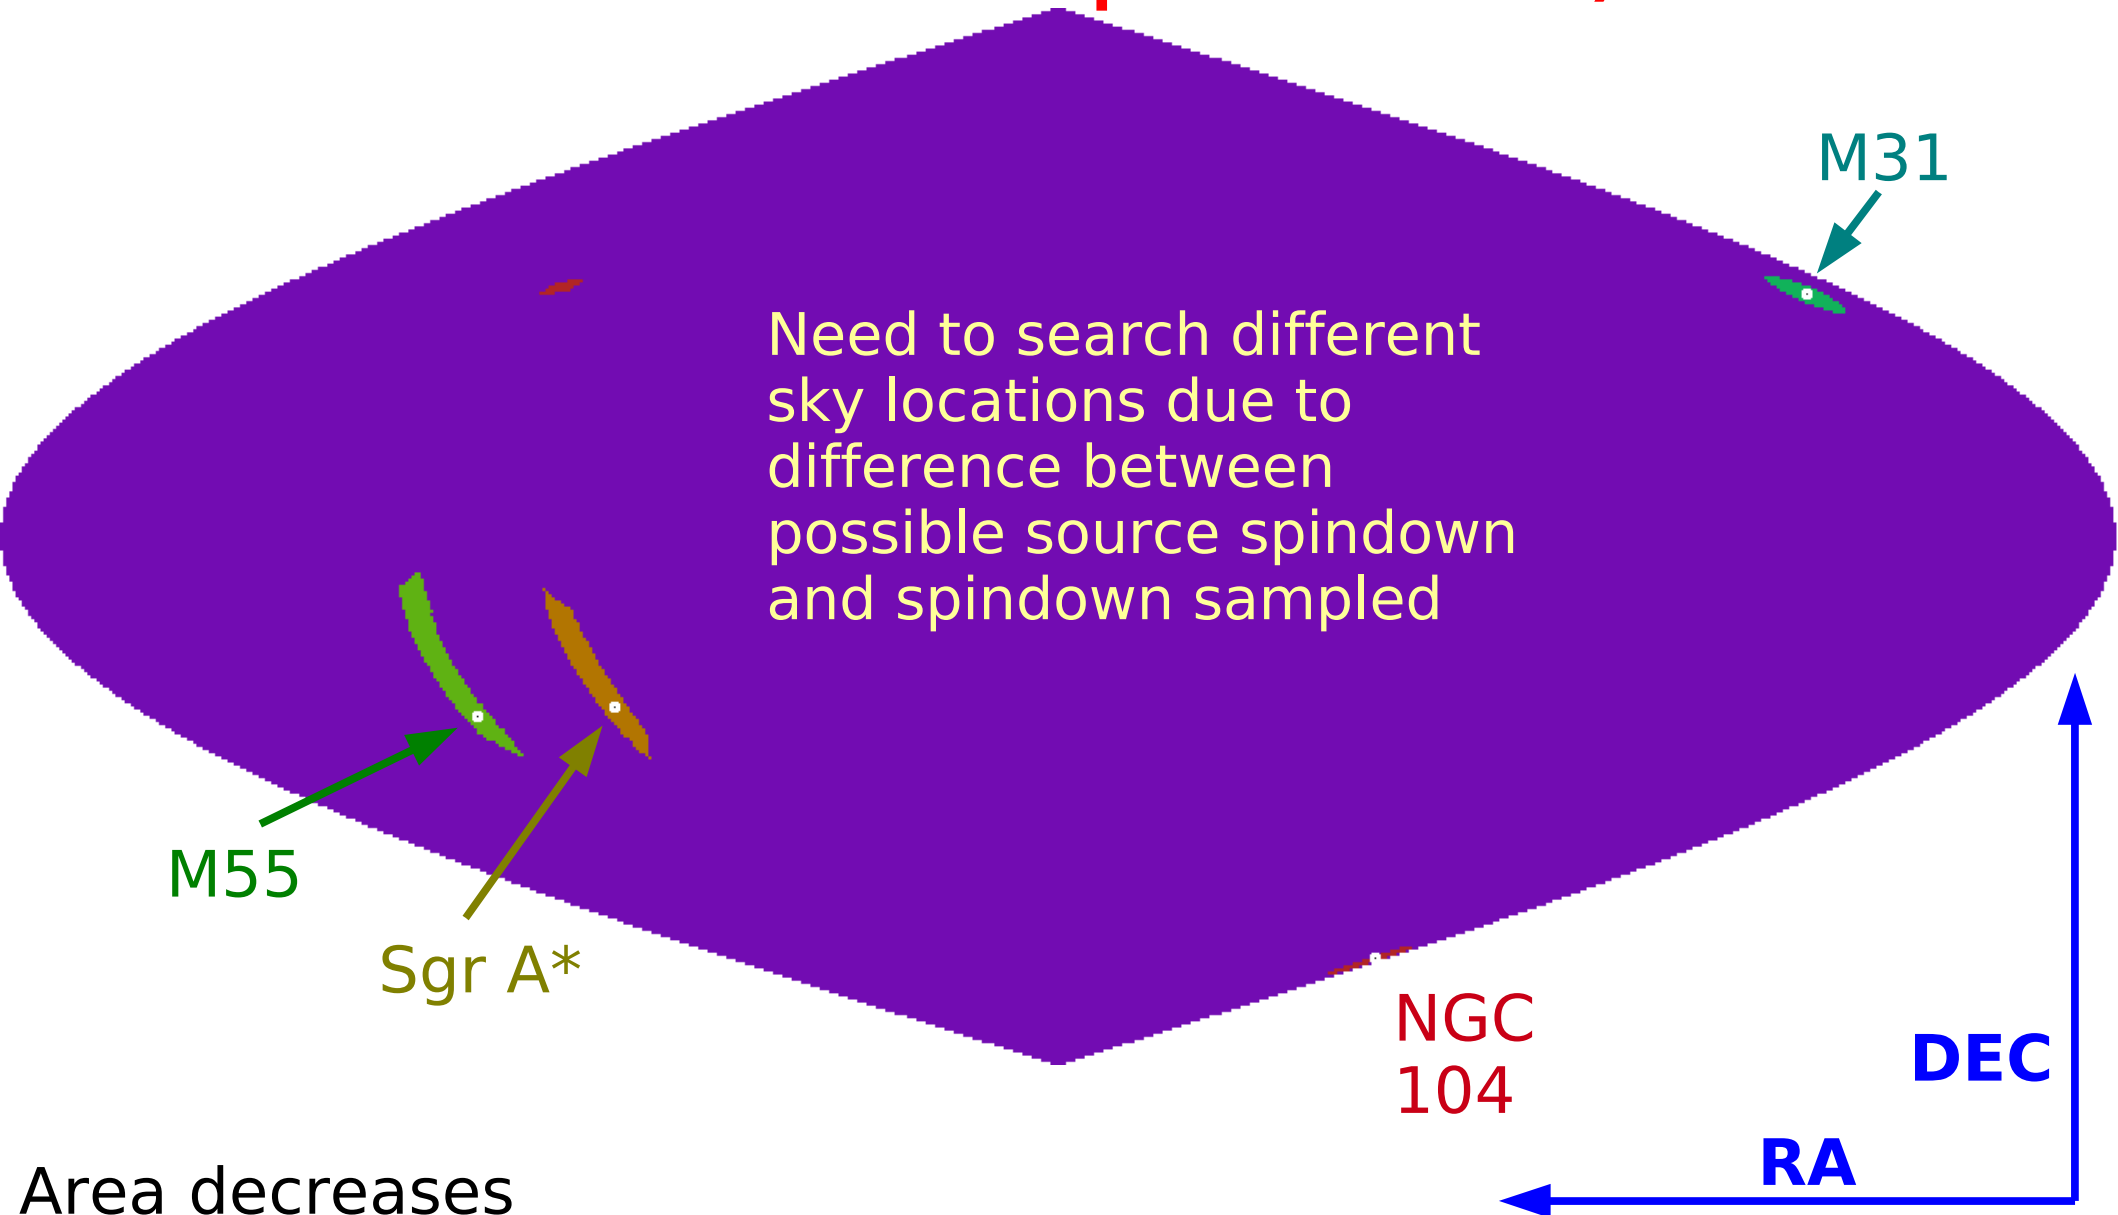 M31
Need to search different
sky locations due to
difference between
possible source spindown
and spindown sampled
M55
Sgr A*
NGC
104
DEC
RA
Area decreases